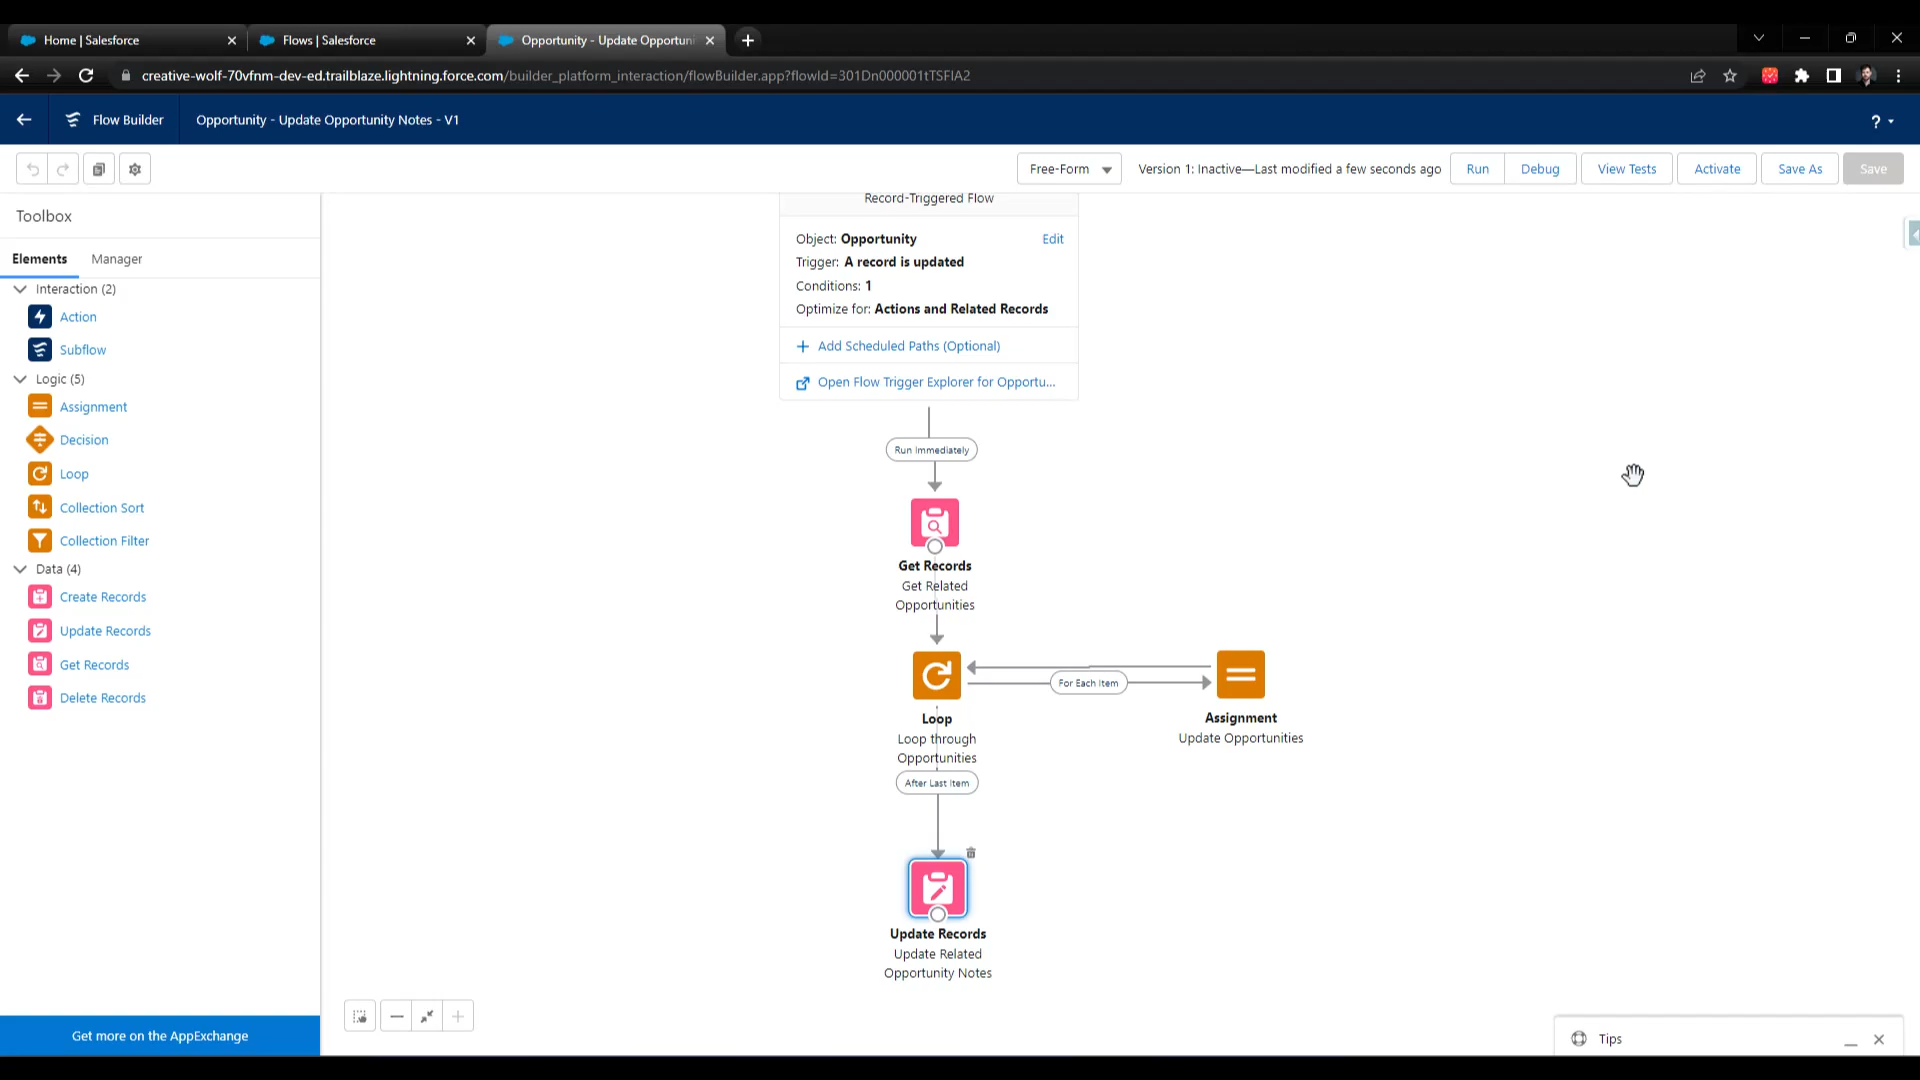 Home | Salesforce
Flows | Salesforce
Opportunity - Update Opportuni
creative-wolf-70vfnm-dev-ed.trailblaze.lightning.force.com/builder_platform_interaction/flowBuilder.app?flowId=301Dn000001tTSFIA2
Flow Builder
Opportunity - Update Opportunity Notes - V1
?
Free-Form
Version 1: Inactive—Last modified a few seconds ago
Run
Debug
View Tests
Activate
Save As
Save
Toolbox
Elements
Manager
Interaction (2)
Action
Subflow
Logic (5)
Assignment
Decision
Loop
Collection Sort
Collection Filter
Data (4)
Create Records
Update Records
Get Records
Delete Records
Get more on the AppExchange
Record-Triggered Flow
Object: Opportunity
Edit
Trigger: A record is updated
Conditions: 1
Optimize for: Actions and Related Records
Add Scheduled Paths (Optional)
Open Flow Trigger Explorer for Opportu...
Run Immediately
Get Records
Get Related
Opportunities
For Each Item
Loop
Loop through
Opportunities
Assignment
Update Opportunities
After Last Item
Update Records
Update Related
Opportunity Notes
Tips